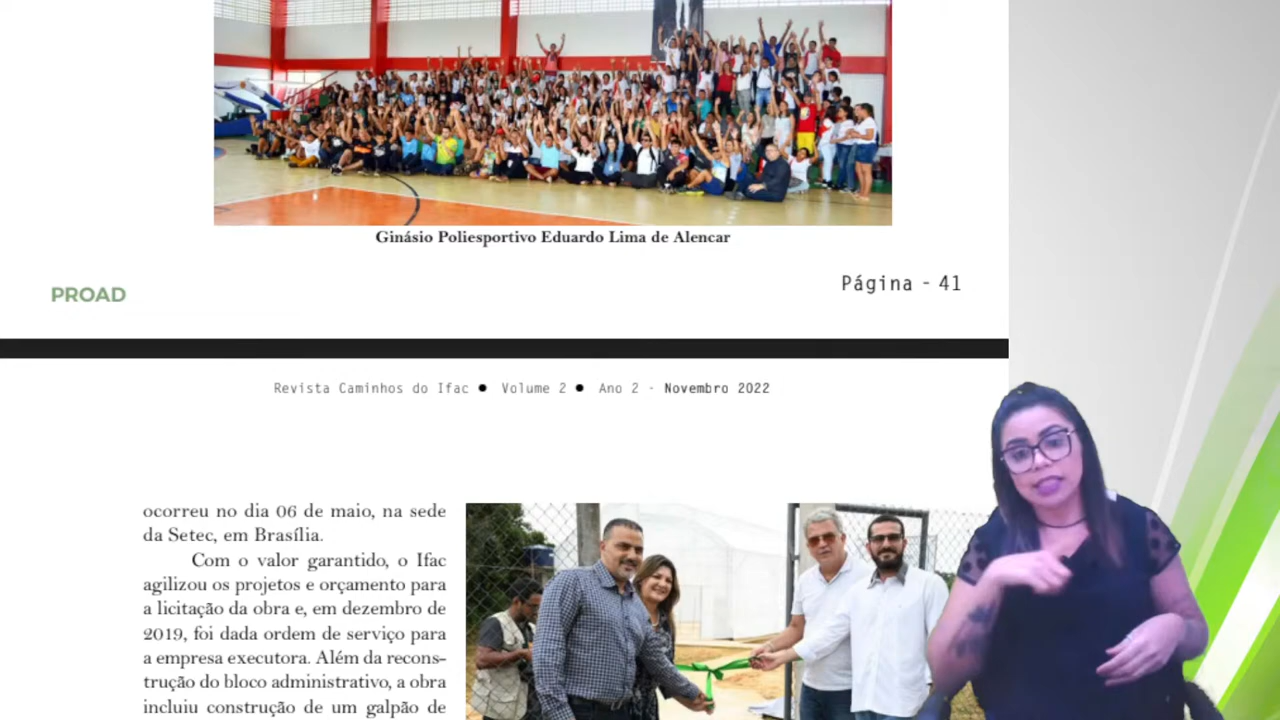 Ginásio Poliesportivo Eduardo Lima de Alencar
PROAD
Página - 41
Revista Caminhos do Ifac ● Volume 2 ● Ano 2 - Novembro 2022
ocorreu no dia 06 de maio, na sede
da Setec, em Brasília.
Com o valor garantido, o Ifac
agilizou os projetos e orçamento para
a licitação da obra e, em dezembro de
2019, foi dada ordem de serviço para
a empresa executora. Além da recons-
trução do bloco administrativo, a obra
incluiu construção de um galpão de